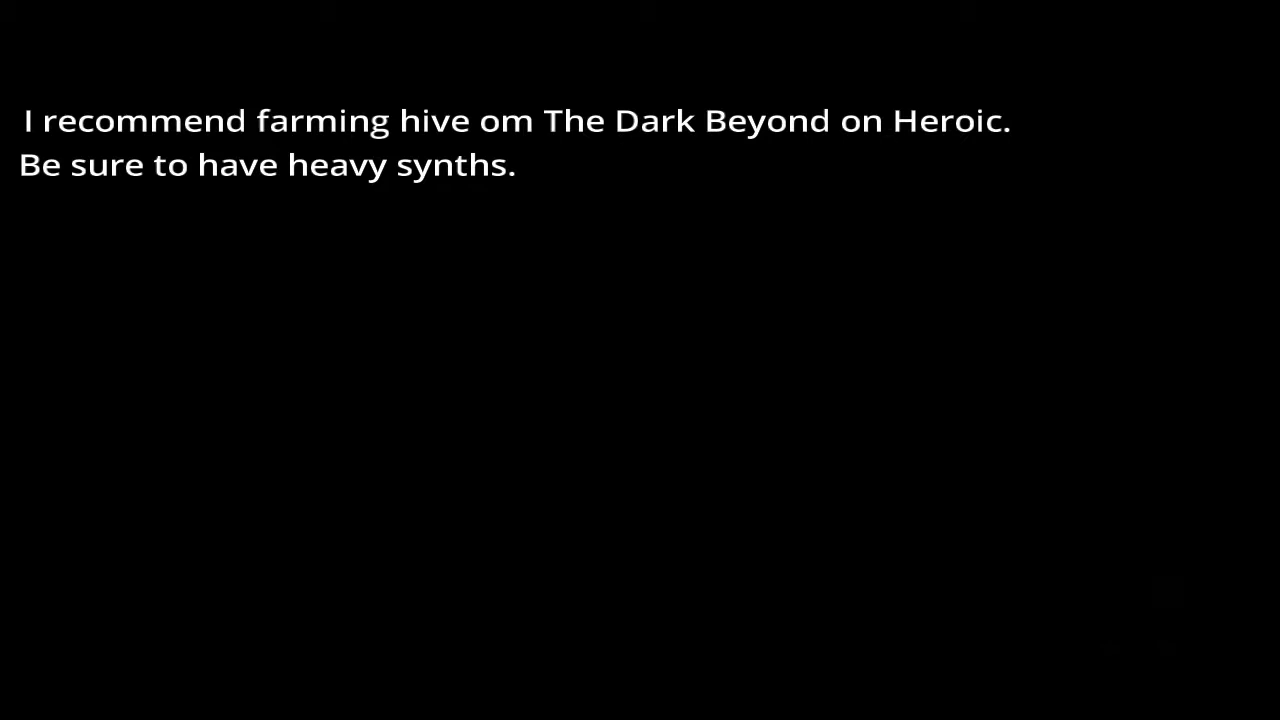 I recommend farming hive om The Dark Beyond on Heroic.
Be sure to have heavy synths.